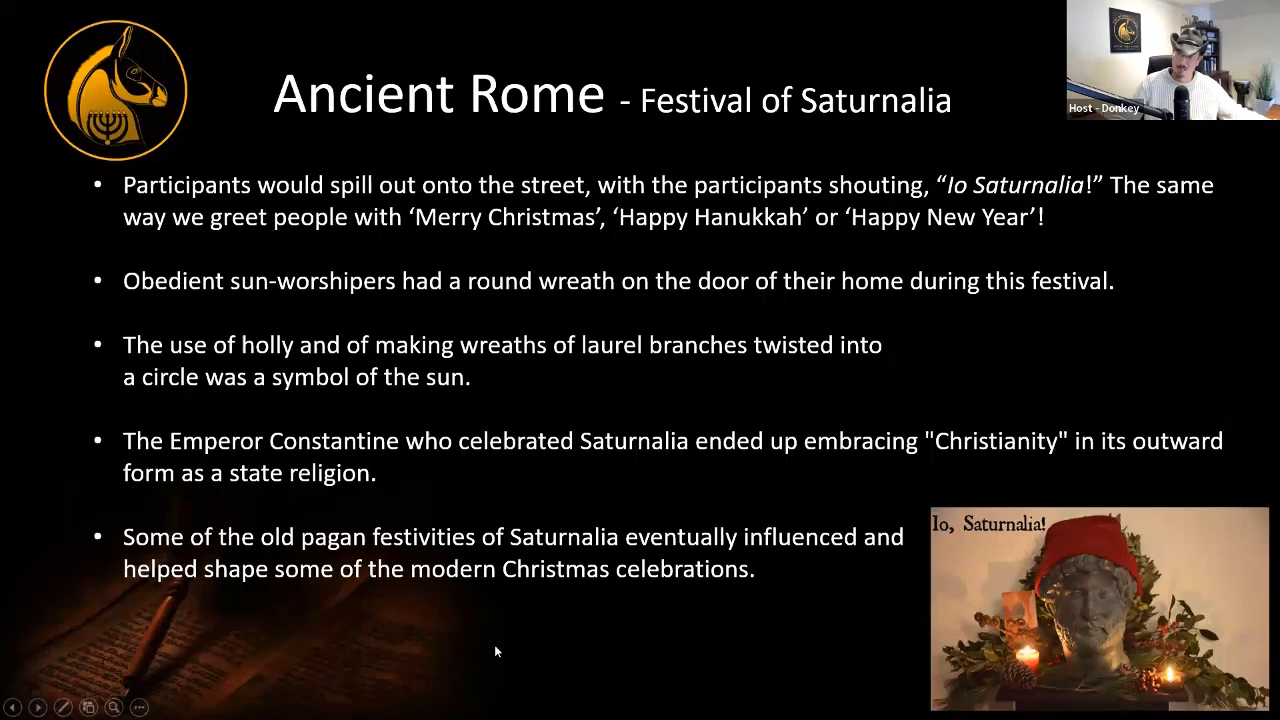 Ancient Rome - Festival of Saturnalia
Host - Donkey
• Participants would spill out onto the street, with the participants shouting, “Io Saturnalia!” The same
way we greet people with ‘Merry Christmas’, ‘Happy Hanukkah’ or ‘Happy New Year’!
• Obedient sun-worshipers had a round wreath on the door of their home during this festival.
• The use of holly and of making wreaths of laurel branches twisted into
a circle was a symbol of the sun.
• The Emperor Constantine who celebrated Saturnalia ended up embracing "Christianity" in its outward
form as a state religion.
• Some of the old pagan festivities of Saturnalia eventually influenced and
helped shape some of the modern Christmas celebrations.
Io, Saturnalia!